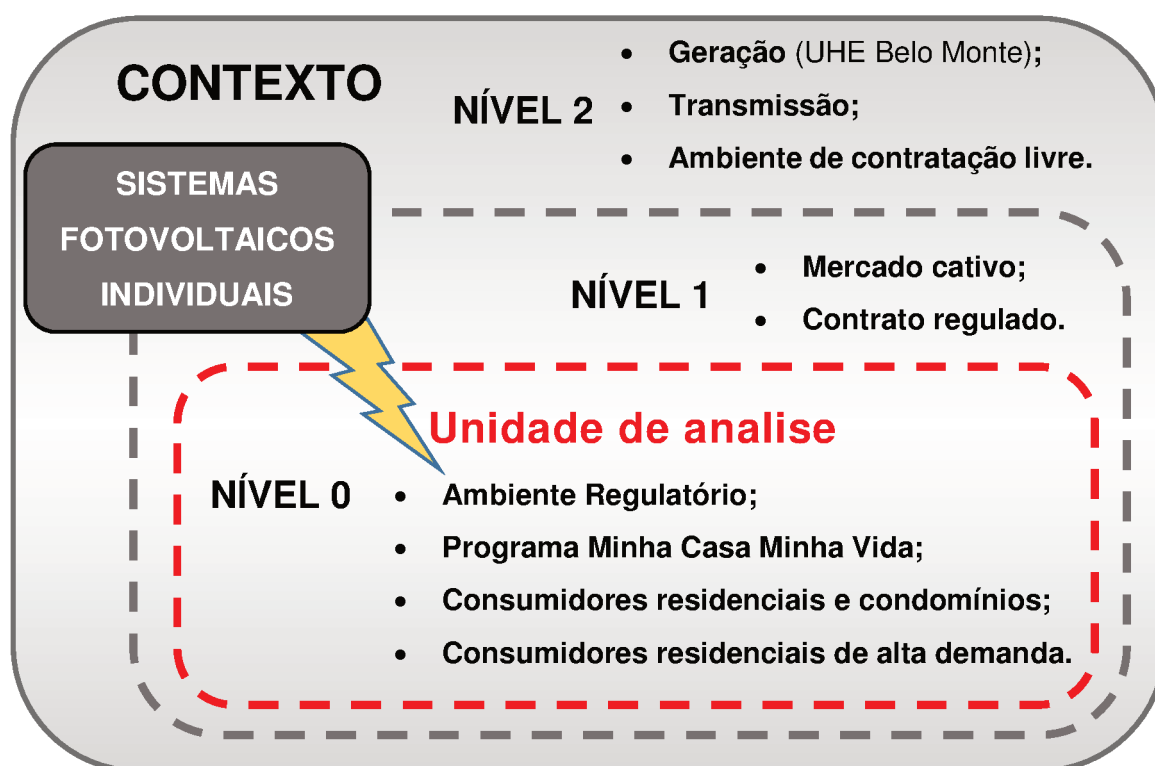 CONTEXTO
NÍVEL 2
• Geração (UHE Belo Monte);
• Transmissão;
• Ambiente de contratação livre.
SISTEMAS
FOTOVOLTAICOS
INDIVIDUAIS
NÍVEL 1
• Mercado cativo;
• Contrato regulado.
Unidade de analise
NÍVEL 0
• Ambiente Regulatório;
• Programa Minha Casa Minha Vida;
• Consumidores residenciais e condomínios;
• Consumidores residenciais de alta demanda.